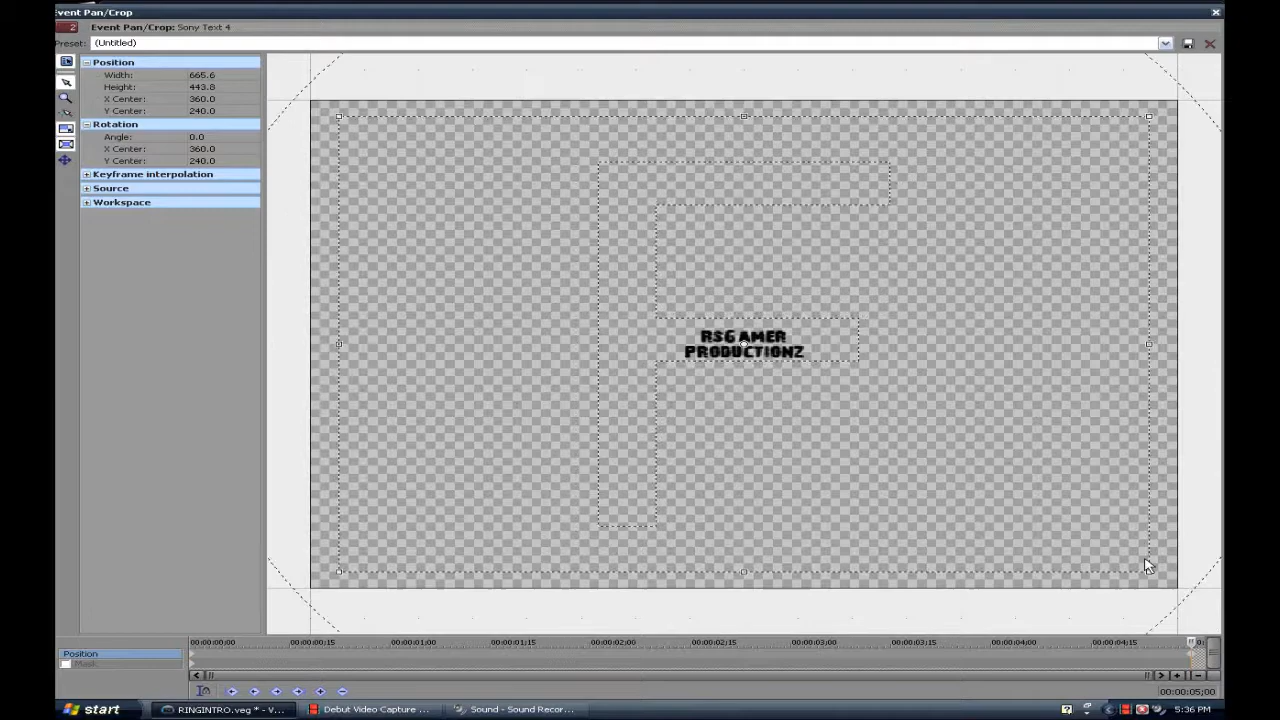 Event Pan/Crop
2 Event Pan/Crop: Sony Text 4
Preset: (Untitled)
Position
Width: 665.6
Height: 443.8
X Center: 360.0
Y Center: 240.0
Rotation
Angle: 0.0
X Center: 360.0
Y Center: 240.0
Keyframe interpolation
Source
Workspace
RSGAMER
PRODUCTIONZ
00:00:00;00 00:00:00;15 00:00:01;00 00:00:01;15 00:00:02;00 00:00:02;15 00:00:03;00 00:00:03;15 00:00:04;00 00:00:04;15
Position
Mask
00:00:05;00
start RINGINTRO.veg * - V... Debut Video Capture ... Sound - Sound Recor... 5:36 PM